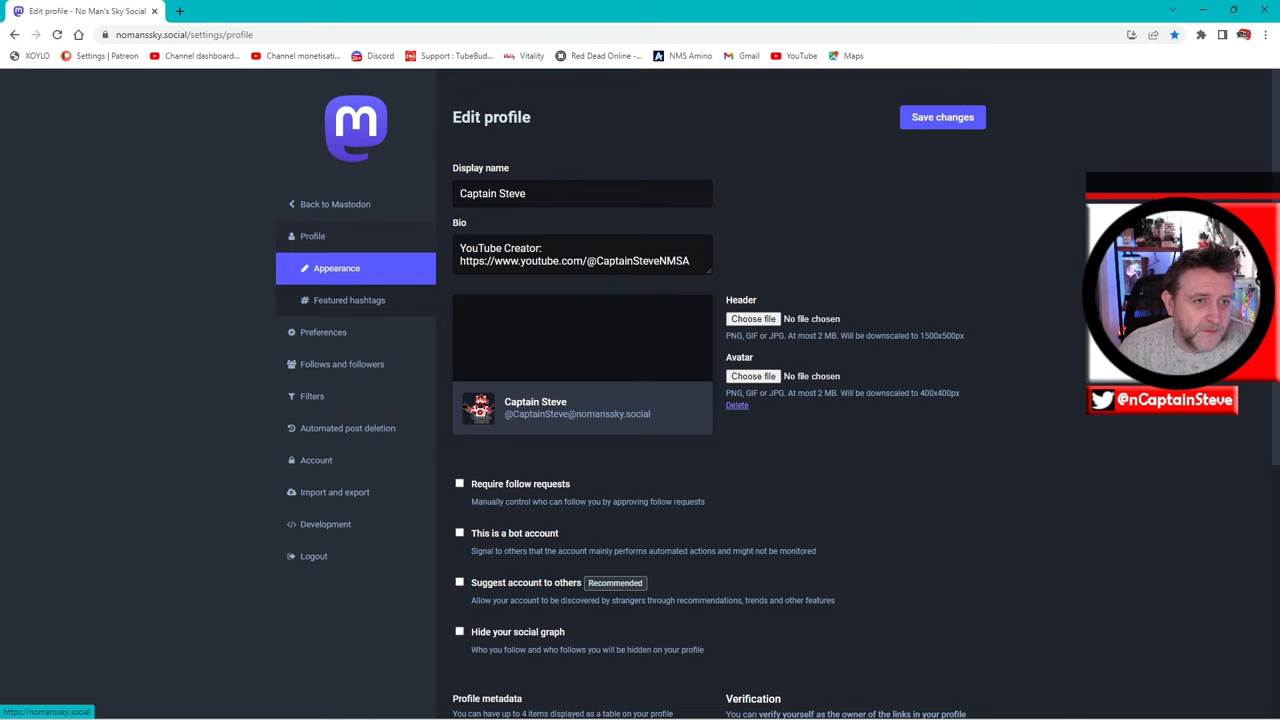 Edit profile - No Man's Sky Social
nomanssky.social/settings/profile
XOYLO
Settings | Patreon
Channel dashboard...
Channel monetisati...
Discord
Support : TubeBud...
Vitality
Red Dead Online -...
NMS Amino
Gmail
YouTube
Maps
Back to Mastodon
Profile
Appearance
Featured hashtags
Preferences
Follows and followers
Filters
Automated post deletion
Account
Import and export
Development
Logout
Edit profile
Save changes
Display name
Captain Steve
Bio
YouTube Creator:
https://www.youtube.com/@CaptainSteveNMSA
Captain Steve
@CaptainSteve@nomanssky.social
Header
Choose file No file chosen
PNG, GIF or JPG. At most 2 MB. Will be downscaled to 1500x500px
Avatar
Choose file No file chosen
PNG, GIF or JPG. At most 2 MB. Will be downscaled to 400x400px
Delete
Require follow requests
Manually control who can follow you by approving follow requests
This is a bot account
Signal to others that the account mainly performs automated actions and might not be monitored
Suggest account to others Recommended
Allow your account to be discovered by strangers through recommendations, trends and other features
Hide your social graph
Who you follow and who follows you will be hidden on your profile
Profile metadata
You can have up to 4 items displayed as a table on your profile
Verification
You can verify yourself as the owner of the links in your profile
@nCaptainSteve
https://nomanssky.social